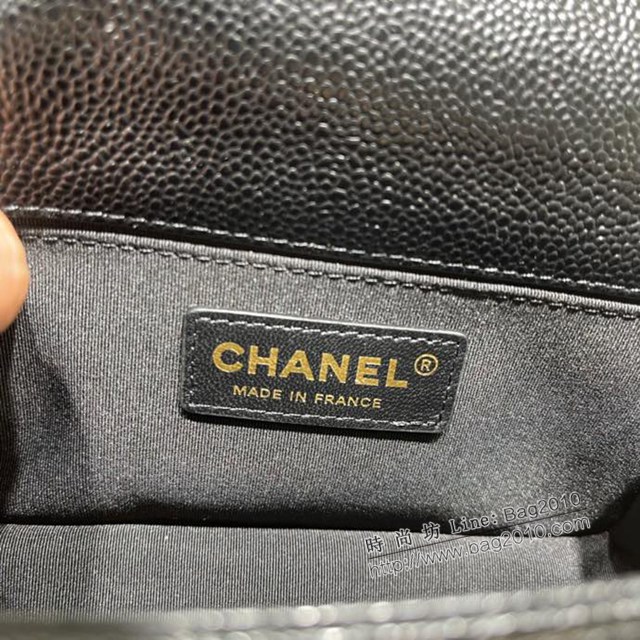 CHANEL®
MADE IN FRANCE
時尚坊 Line: Bag2010
www.bag2010.com